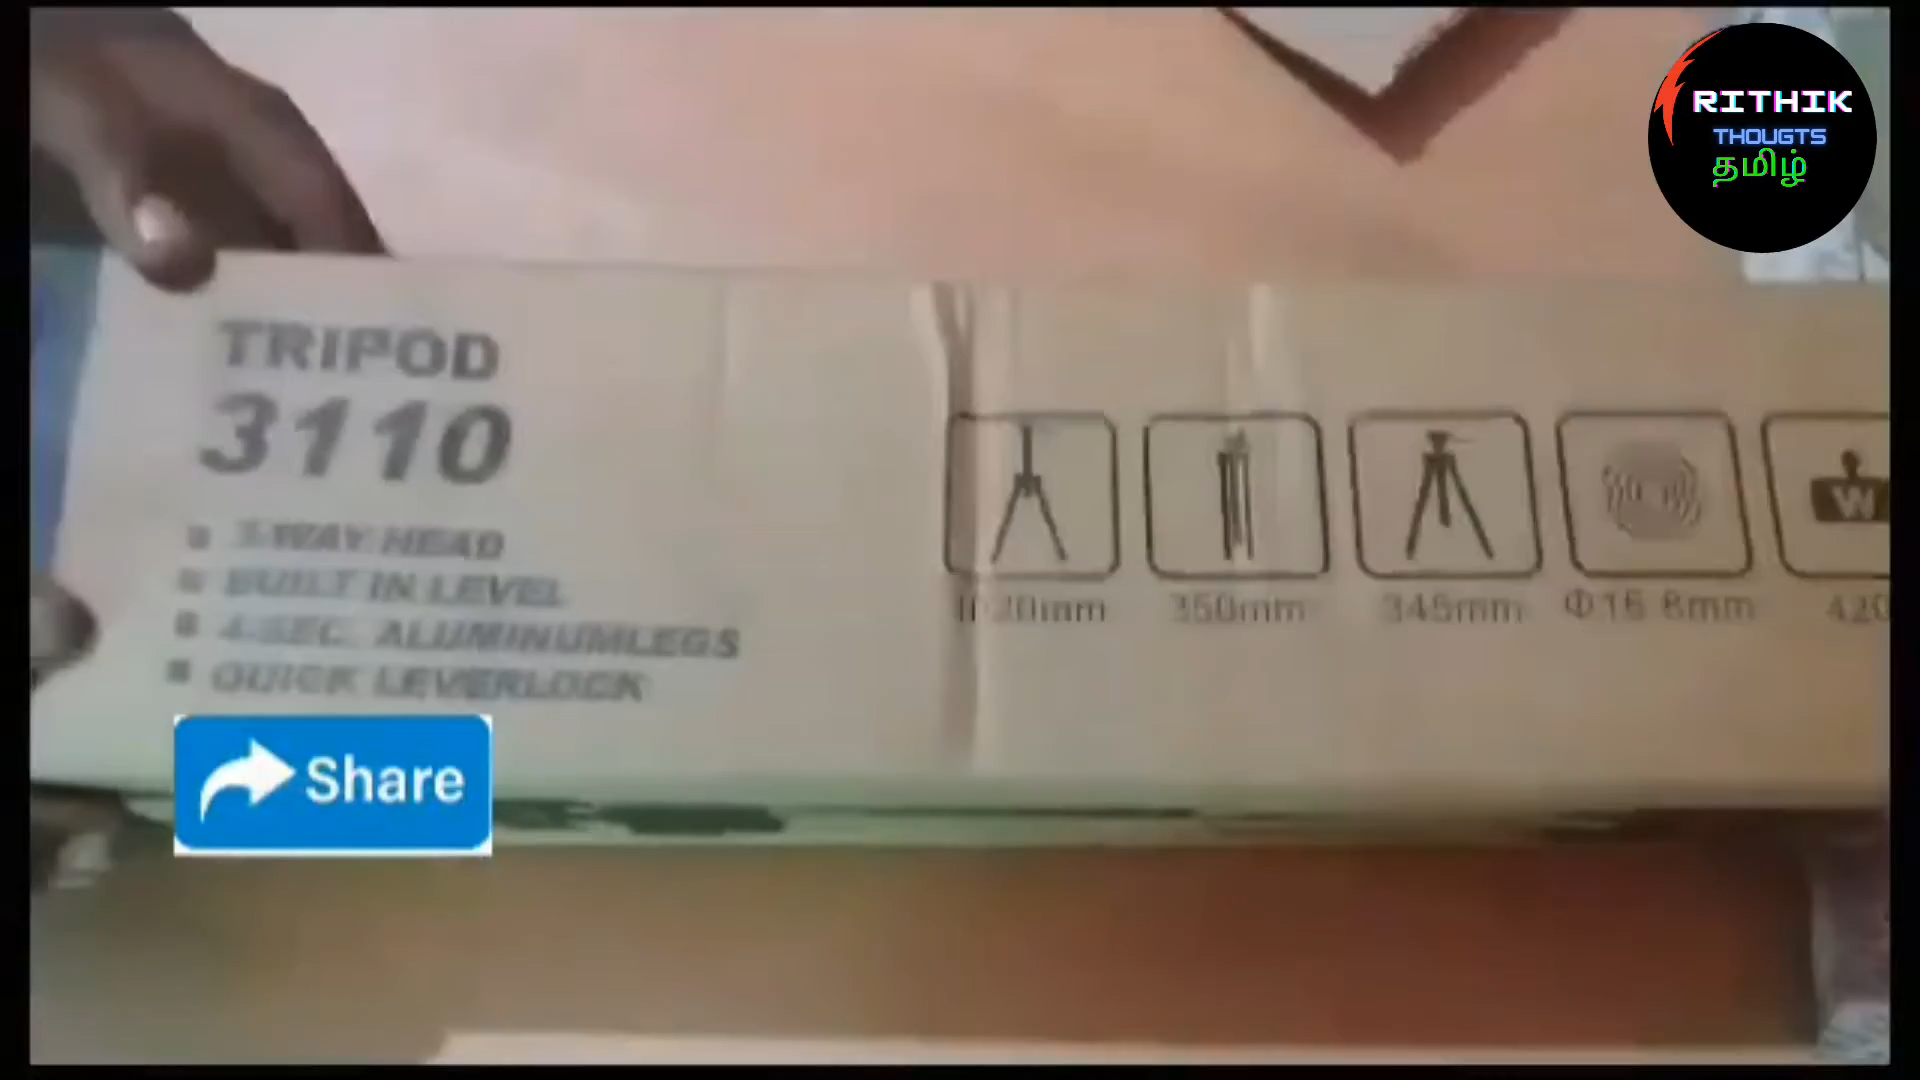 RITHIK
THOUGTS
தமிழ்
TRIPOD
3110
3-WAY HEAD
BUILT IN LEVEL
4-SEC. ALUMINUMLEGS
QUICK LEVERLOCK
350mm
345mm
Φ16.8mm
W
Share